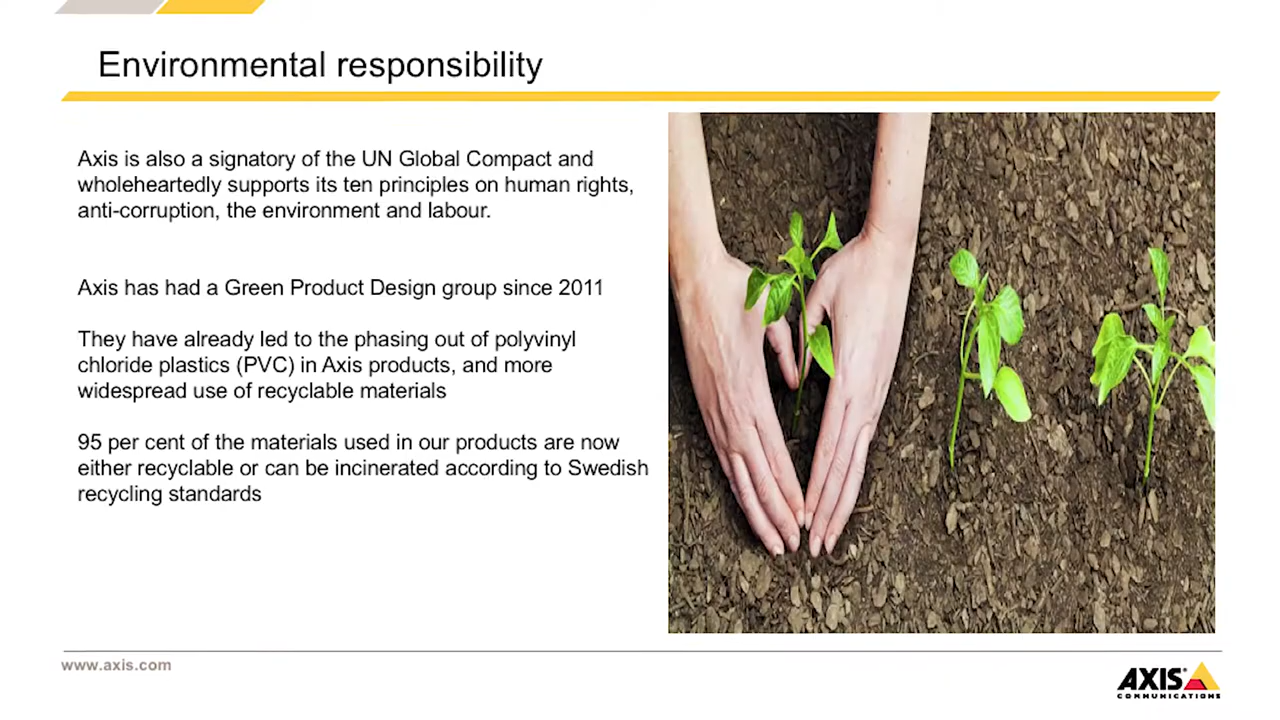 Environmental responsibility
Axis is also a signatory of the UN Global Compact and
wholeheartedly supports its ten principles on human rights,
anti-corruption, the environment and labour.
Axis has had a Green Product Design group since 2011
They have already led to the phasing out of polyvinyl
chloride plastics (PVC) in Axis products, and more
widespread use of recyclable materials
95 per cent of the materials used in our products are now
either recyclable or can be incinerated according to Swedish
recycling standards
www.axis.com
AXIS
COMMUNICATIONS